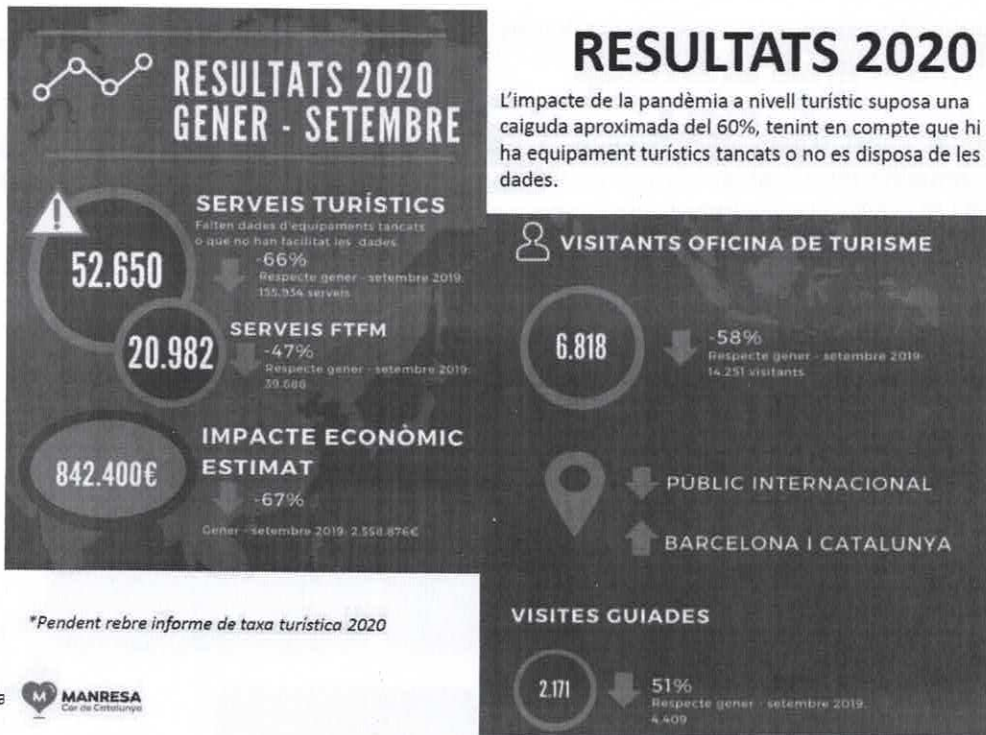 RESULTATS 2020
GENER - SETEMBRE
SERVEIS TURÍSTICS
Falten dades d'equipaments tancats
o que no han facilitat les dades
52.650
-66%
Respecte gener - setembre 2019:
155.934 serveis
SERVEIS FTFM
20.982
-47%
Respecte gener - setembre 2019:
39.688
IMPACTE ECONÒMIC
ESTIMAT
842.400€
-67%
Gener - setembre 2019: 2.558.876€
*Pendent rebre informe de taxa turística 2020
a
M MANRESA
Cor de Catalunya
RESULTATS 2020
L'impacte de la pandèmia a nivell turístic suposa una
caiguda aproximada del 60%, tenint en compte que hi
ha equipament turístics tancats o no es disposa de les
dades.
VISITANTS OFICINA DE TURISME
6.818
-58%
Respecte gener - setembre 2019:
14.251 visitants
PÚBLIC INTERNACIONAL
BARCELONA I CATALUNYA
VISITES GUIADES
2.171
51%
Respecte gener - setembre 2019:
4.409